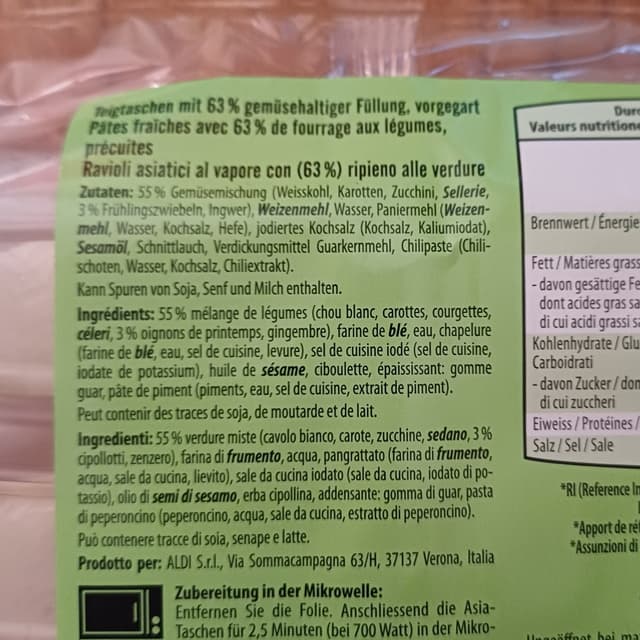 Teigtaschen mit 63 % gemüsehaltiger Füllung, vorgegart
Pâtes fraîches avec 63 % de fourrage aux légumes,
précuites
Ravioli asiatici al vapore con (63 %) ripieno alle verdure
Zutaten: 55 % Gemüsemischung (Weisskohl, Karotten, Zucchini, Sellerie,
3 % Frühlingszwiebeln, Ingwer), Weizenmehl, Wasser, Paniermehl (Weizen-
mehl, Wasser, Kochsalz, Hefe), jodiertes Kochsalz (Kochsalz, Kaliumiodat),
Sesamöl, Schnittlauch, Verdickungsmittel Guarkernmehl, Chilipaste (Chili-
schoten, Wasser, Kochsalz, Chiliextrakt).
Kann Spuren von Soja, Senf und Milch enthalten.
Ingrédients: 55 % mélange de légumes (chou blanc, carottes, courgettes,
céleri, 3 % oignons de printemps, gingembre), farine de blé, eau, chapelure
(farine de blé, eau, sel de cuisine, levure), sel de cuisine iodé (sel de cuisine,
iodate de potassium), huile de sésame, ciboulette, épaississant: gomme
guar, pâte de piment (piments, eau, sel de cuisine, extrait de piment).
Peut contenir des traces de soja, de moutarde et de lait.
Ingredienti: 55 % verdure miste (cavolo bianco, carote, zucchine, sedano, 3 %
cipollotti, zenzero), farina di frumento, acqua, pangrattato (farina di frumento,
acqua, sale da cucina, lievito), sale da cucina iodato (sale da cucina, iodato di po-
tassio), olio di semi di sesamo, erba cipollina, addensante: gomma di guar, pasta
di peperoncino (peperoncino, acqua, sale da cucina, estratto di peperoncino).
Può contenere tracce di soia, senape e latte.
Prodotto per: ALDI S.r.l., Via Sommacampagna 63/H, 37137 Verona, Italia
Zubereitung in der Mikrowelle:
Entfernen Sie die Folie. Anschliessend die Asia-
Taschen für 2,5 Minuten (bei 700 Watt) in der Mikro-
Valeurs
Brennwert / Énergie
Fett / Matières
- davon gesättige
dont acides gras
di cui acidi grassi
Kohlenhydrate /
Carboidrati
- davon Zucker /
di cui zuccheri
Eiweiss / Protéines /
Salz / Sel / Sale
*RI (Reference
*Apport de
*Assunzioni di